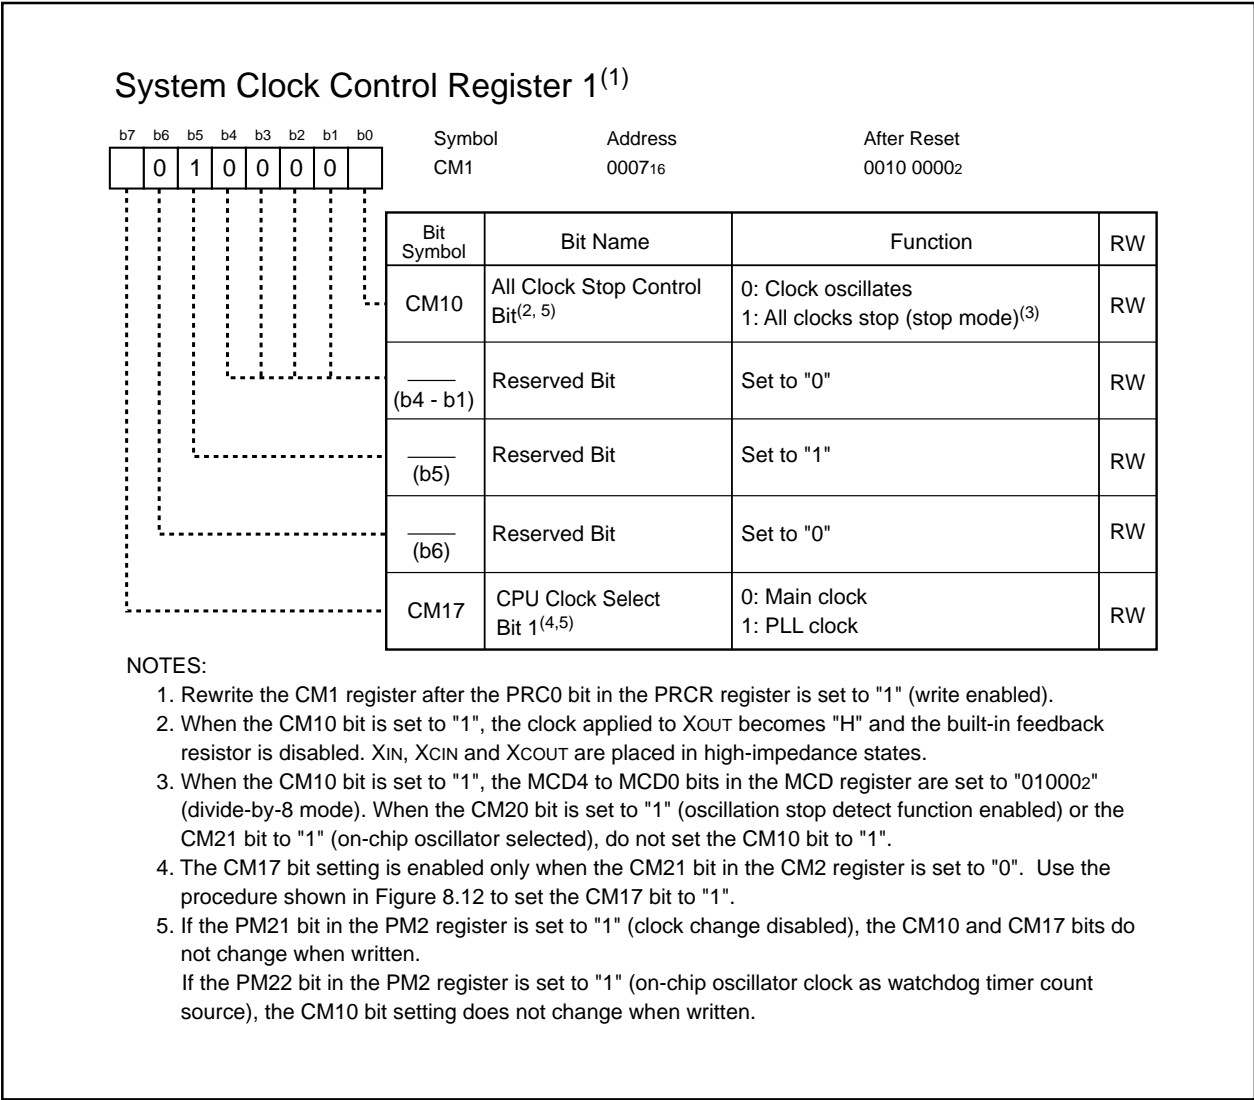 System Clock Control Register 1(1)
b7 b6 b5 b4 b3 b2 b1 b0 Symbol Address After Reset
0 1 0 0 0 0 CM1 000716 0010 00002
Bit Symbol Bit Name Function RW
CM10 All Clock Stop Control Bit(2, 5) 0: Clock oscillates RW
1: All clocks stop (stop mode)(3)
(b4 - b1) Reserved Bit Set to "0" RW
(b5) Reserved Bit Set to "1" RW
(b6) Reserved Bit Set to "0" RW
CM17 CPU Clock Select Bit 1(4,5) 0: Main clock RW
1: PLL clock
NOTES:
1. Rewrite the CM1 register after the PRC0 bit in the PRCR register is set to "1" (write enabled).
2. When the CM10 bit is set to "1", the clock applied to XOUT becomes "H" and the built-in feedback
resistor is disabled. XIN, XCIN and XCOUT are placed in high-impedance states.
3. When the CM10 bit is set to "1", the MCD4 to MCD0 bits in the MCD register are set to "010002"
(divide-by-8 mode). When the CM20 bit is set to "1" (oscillation stop detect function enabled) or the
CM21 bit to "1" (on-chip oscillator selected), do not set the CM10 bit to "1".
4. The CM17 bit setting is enabled only when the CM21 bit in the CM2 register is set to "0". Use the
procedure shown in Figure 8.12 to set the CM17 bit to "1".
5. If the PM21 bit in the PM2 register is set to "1" (clock change disabled), the CM10 and CM17 bits do
not change when written.
If the PM22 bit in the PM2 register is set to "1" (on-chip oscillator clock as watchdog timer count
source), the CM10 bit setting does not change when written.